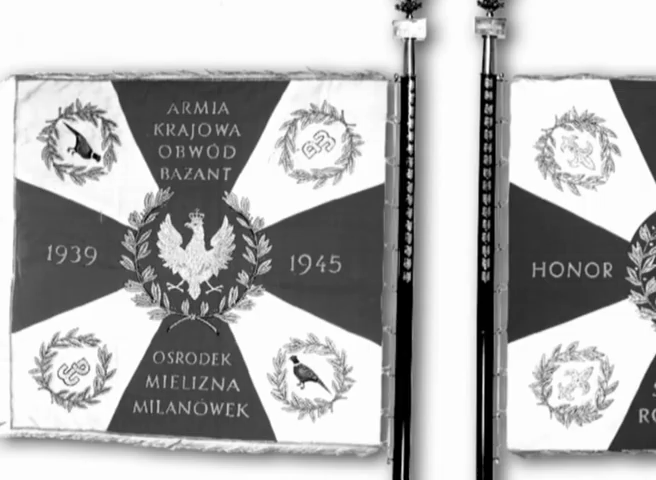 ARMIA
KRAJOWA
OBWÓD
BAŻANT
1939
1945
OŚRODEK
MIELIZNA
MILANÓWEK
HONOR